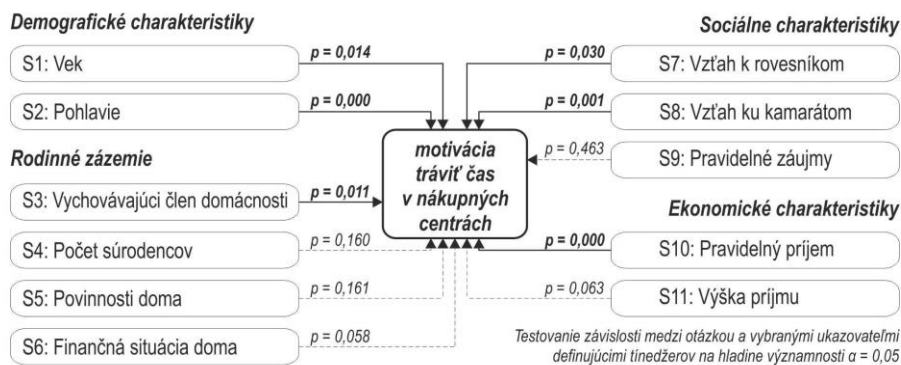 Demografické charakteristiky
S1: Vek
p = 0,014
S2: Pohlavie
p = 0,000
Rodinné zázemie
S3: Vychovávajúci člen domácnosti
p = 0,011
S4: Počet súrodencov
p = 0,160
S5: Povinnosti doma
p = 0,161
S6: Finančná situácia doma
p = 0,058
motivácia
tráviť čas
v nákupných
centrách
Sociálne charakteristiky
p = 0,030
S7: Vzťah k rovesníkom
p = 0,001
S8: Vzťah ku kamarátom
p = 0,463
S9: Pravidelné záujmy
Ekonomické charakteristiky
p = 0,000
S10: Pravidelný príjem
p = 0,063
S11: Výška príjmu
Testovanie závislosti medzi otázkou a vybranými ukazovateľmi
definujúcimi tínedžerov na hladine významnosti α = 0,05